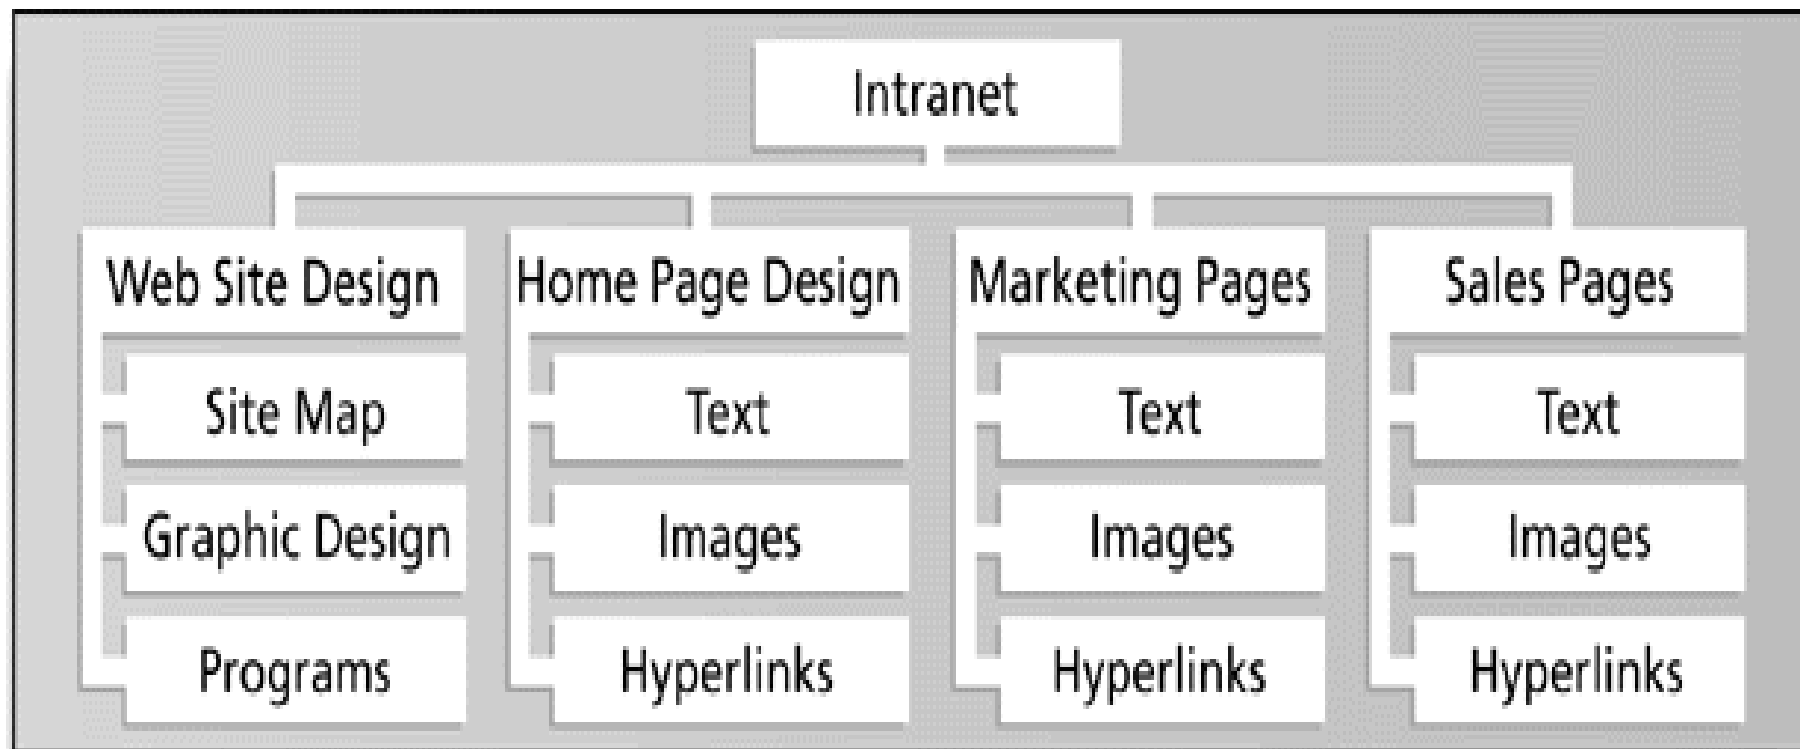 Intranet
Web Site Design
Home Page Design
Marketing Pages
Sales Pages
Site Map
Text
Text
Text
Graphic Design
Images
Images
Images
Programs
Hyperlinks
Hyperlinks
Hyperlinks